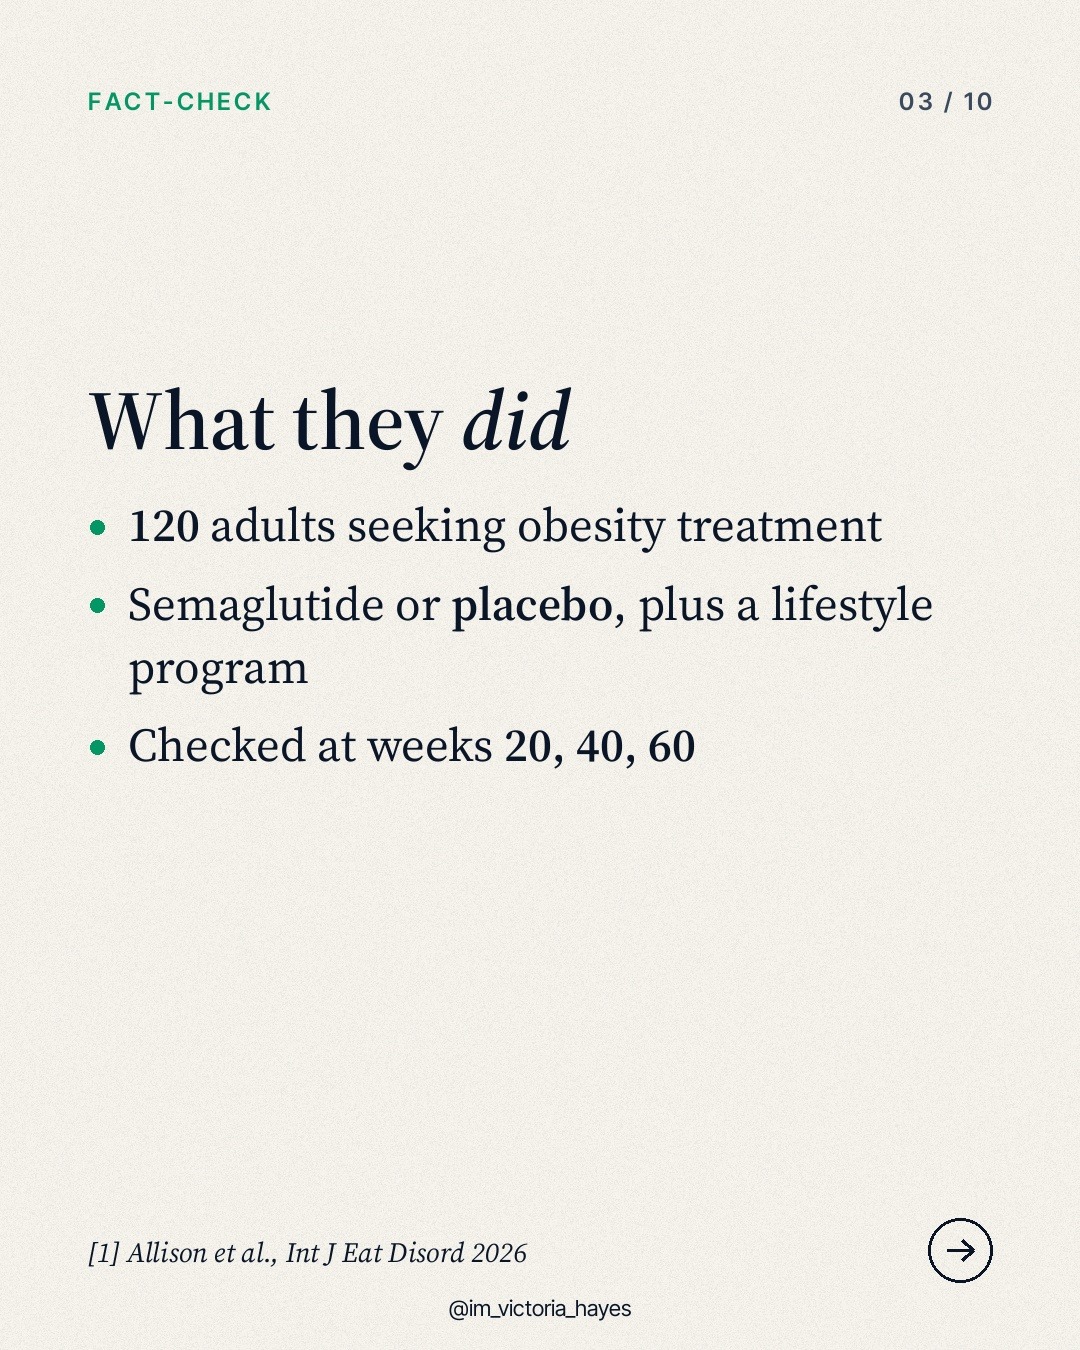 FACT-CHECK
03 / 10
What they did
120 adults seeking obesity treatment
Semaglutide or placebo, plus a lifestyle
program
Checked at weeks 20, 40, 60
[1] Allison et al., Int J Eat Disord 2026
@im_victoria_hayes